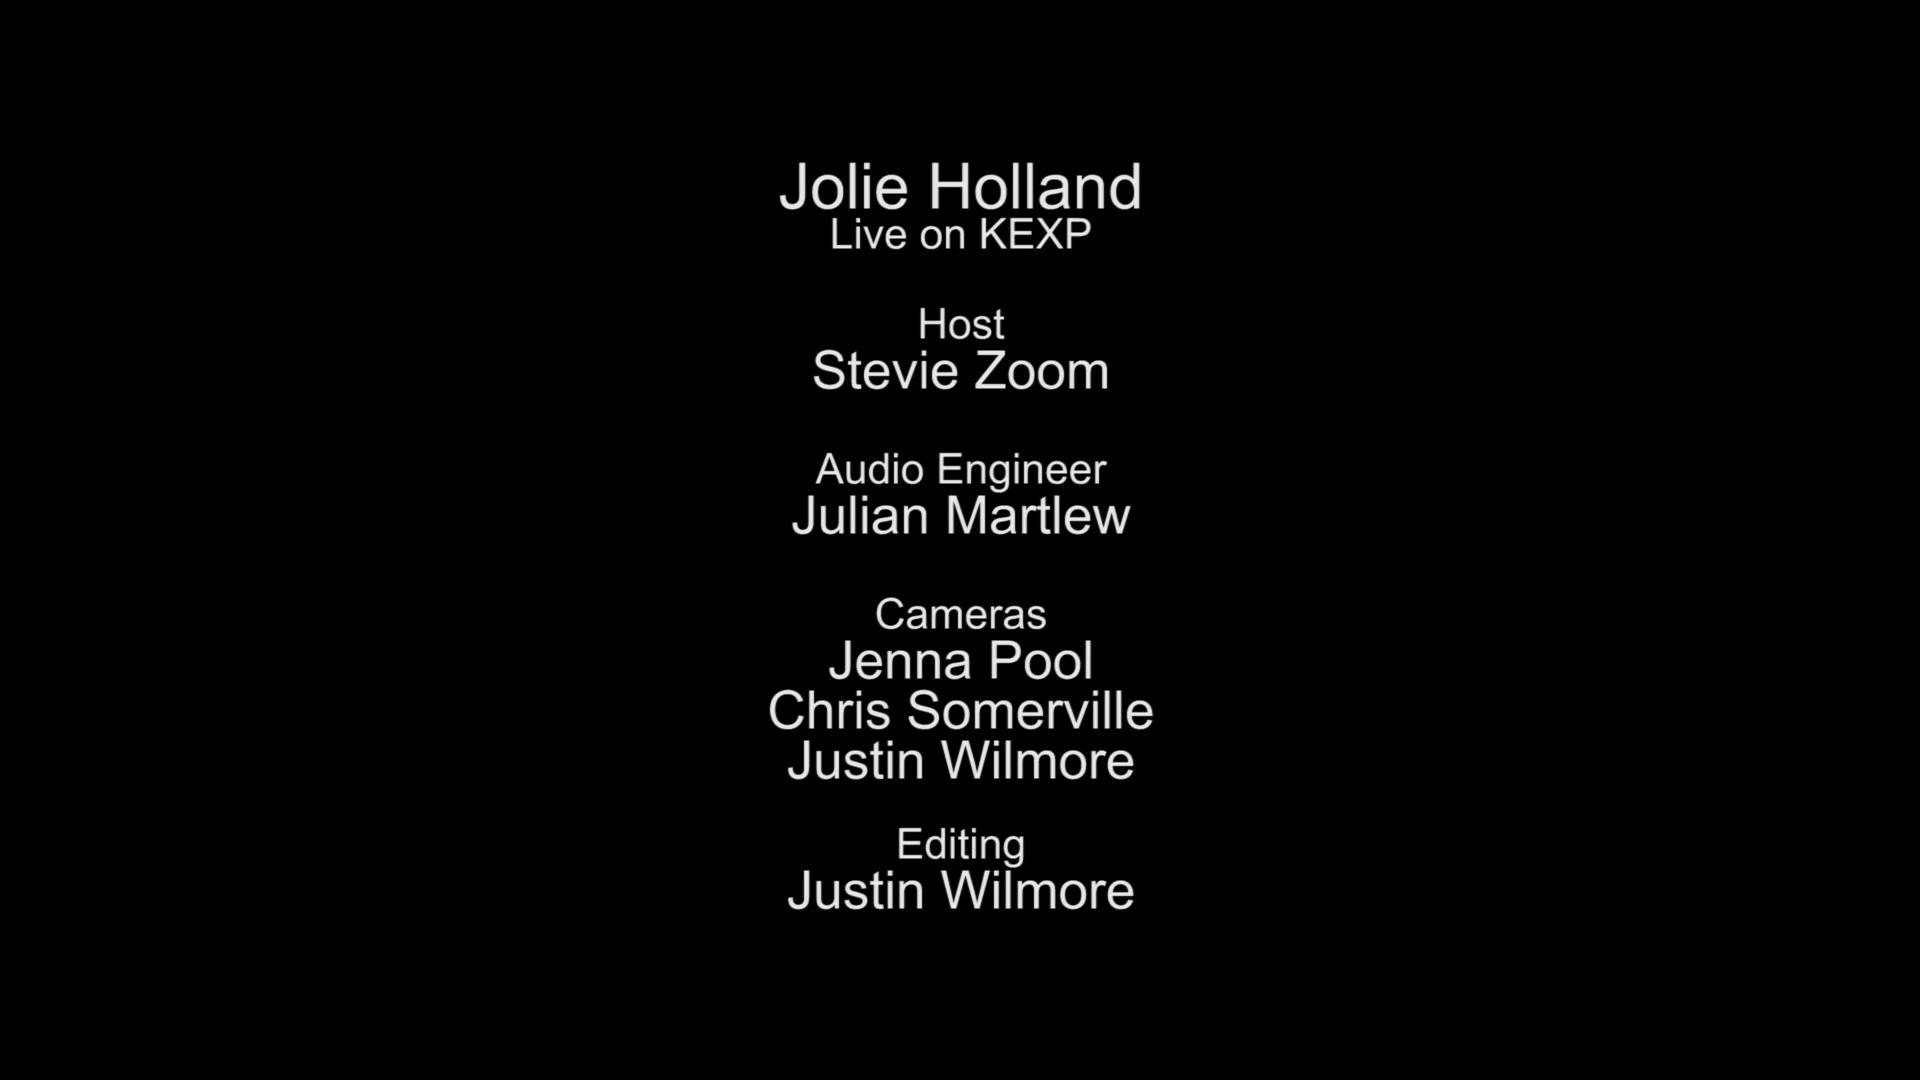 Jolie Holland
Live on KEXP
Host
Stevie Zoom
Audio Engineer
Julian Martlew
Cameras
Jenna Pool
Chris Somerville
Justin Wilmore
Editing
Justin Wilmore